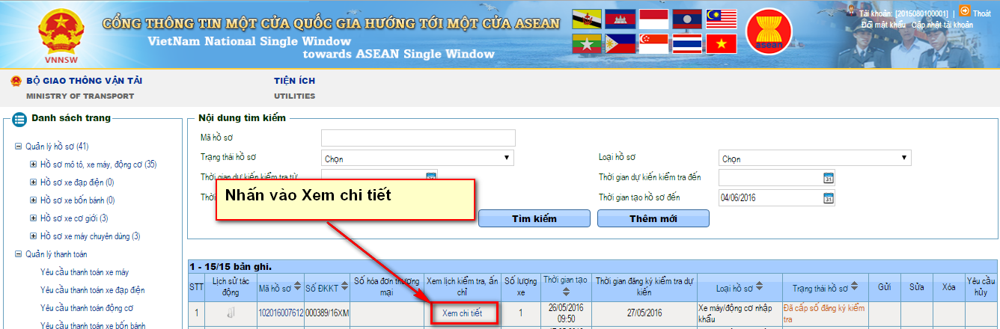 CỔNG THÔNG TIN MỘT CỬA QUỐC GIA HƯỚNG TỚI MỘT CỬA ASEAN
VietNam National Single Window
towards ASEAN Single Window
VNNSW
asean
Tài khoản: [2015080100001] | Thoát
Đổi mật khẩu Cập nhật tài khoản
BỘ GIAO THÔNG VẬN TẢI
MINISTRY OF TRANSPORT
TIỆN ÍCH
UTILITIES
Danh sách trang
Quản lý hồ sơ (41)
Hồ sơ mô tô, xe máy, động cơ (35)
Hồ sơ xe đạp điện (0)
Hồ sơ xe bốn bánh (0)
Hồ sơ xe cơ giới (3)
Hồ sơ xe máy chuyên dùng (3)
Quản lý thanh toán
Yêu cầu thanh toán xe máy
Yêu cầu thanh toán xe đạp điện
Yêu cầu thanh toán động cơ
Yêu cầu thanh toán xe bốn bánh
Nội dung tìm kiếm
Mã hồ sơ
Trạng thái hồ sơ Chọn Loại hồ sơ Chọn
Thời gian dự kiến kiểm tra từ Thời gian dự kiến kiểm tra đến
Thời Thời gian tạo hồ sơ đến 04/06/2016
Nhấn vào Xem chi tiết
Tìm kiếm Thêm mới
1 - 15/15 bản ghi.
STT Lịch sử tác động Mã hồ sơ Số ĐKKT Số hóa đơn thương mại Xem lịch kiểm tra, ấn chỉ Số lượng xe Thời gian tạo Thời gian đăng ký kiểm tra dự kiến Loại hồ sơ Trạng thái hồ sơ Gửi Sửa Xóa Yêu cầu hủy
1 102016007612 000389/16XM Xem chi tiết 1 26/05/2016 09:50 27/05/2016 Xe máy/động cơ nhập khẩu Đã cấp số đăng ký kiểm tra